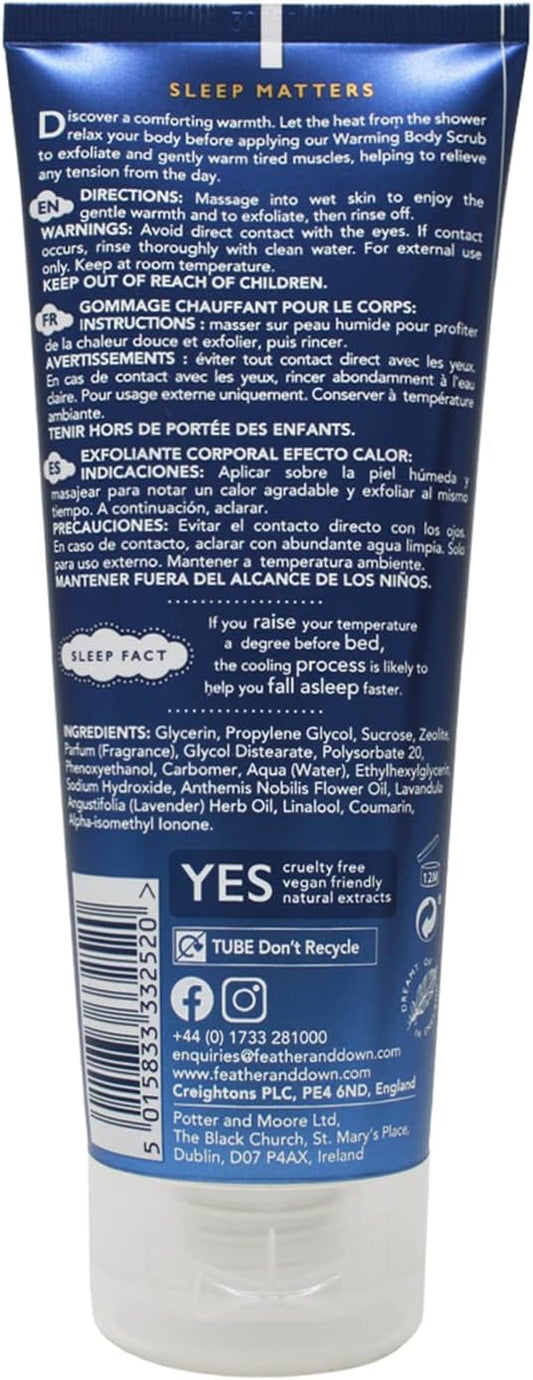 SLEEP MATTERS
Discover a comforting warmth. Let the heat from the shower
relax your body before applying our Warming Body Scrub
to exfoliate and gently warm tired muscles, helping to relieve
any tension from the day.
EN DIRECTIONS: Massage into wet skin to enjoy the
gentle warmth and to exfoliate, then rinse off.
WARNINGS: Avoid direct contact with the eyes. If contact
occurs, rinse thoroughly with clean water. For external use
only. Keep at room temperature.
KEEP OUT OF REACH OF CHILDREN.
FR GOMMAGE CHAUFFANT POUR LE CORPS:
INSTRUCTIONS : masser sur peau humide pour profiter
de la chaleur douce et exfolier, puis rincer.
AVERTISSEMENTS : éviter tout contact direct avec les yeux.
En cas de contact avec les yeux, rincer abondamment à l'eau
claire. Pour usage externe uniquement. Conserver à température
ambiante.
TENIR HORS DE PORTÉE DES ENFANTS.
ES EXFOLIANTE CORPORAL EFECTO CALOR:
INDICACIONES: Aplicar sobre la piel húmeda y
masajear para notar un calor agradable y exfoliar al mismo
tiempo. A continuación, aclarar.
PRECAUCIONES: Evitar el contacto directo con los ojos.
En caso de contacto, aclarar con abundante agua limpia. Solo
para uso externo. Mantener a temperatura ambiente.
MANTENER FUERA DEL ALCANCE DE LOS NIÑOS.
SLEEP FACT
If you raise your temperature
a degree before bed,
the cooling process is likely to
help you fall asleep faster.
INGREDIENTS: Glycerin, Propylene Glycol, Sucrose, Zeolite,
Parfum (Fragrance), Glycol Distearate, Polysorbate 20,
Phenoxyethanol, Carbomer, Aqua (Water), Ethylhexylglycerin,
Sodium Hydroxide, Anthemis Nobilis Flower Oil, Lavandula
Angustifolia (Lavender) Herb Oil, Linalool, Coumarin,
Alpha-isomethyl Ionone.
YES cruelty free
vegan friendly
natural extracts
12M
TUBE Don't Recycle
DREAMT
+44 (0) 1733 281000
enquiries@featheranddown.com
www.featheranddown.com
Creightons PLC, PE4 6ND, England
Potter and Moore Ltd,
The Black Church, St. Mary's Place,
Dublin, D07 P4AX, Ireland
5 015833 332520 >